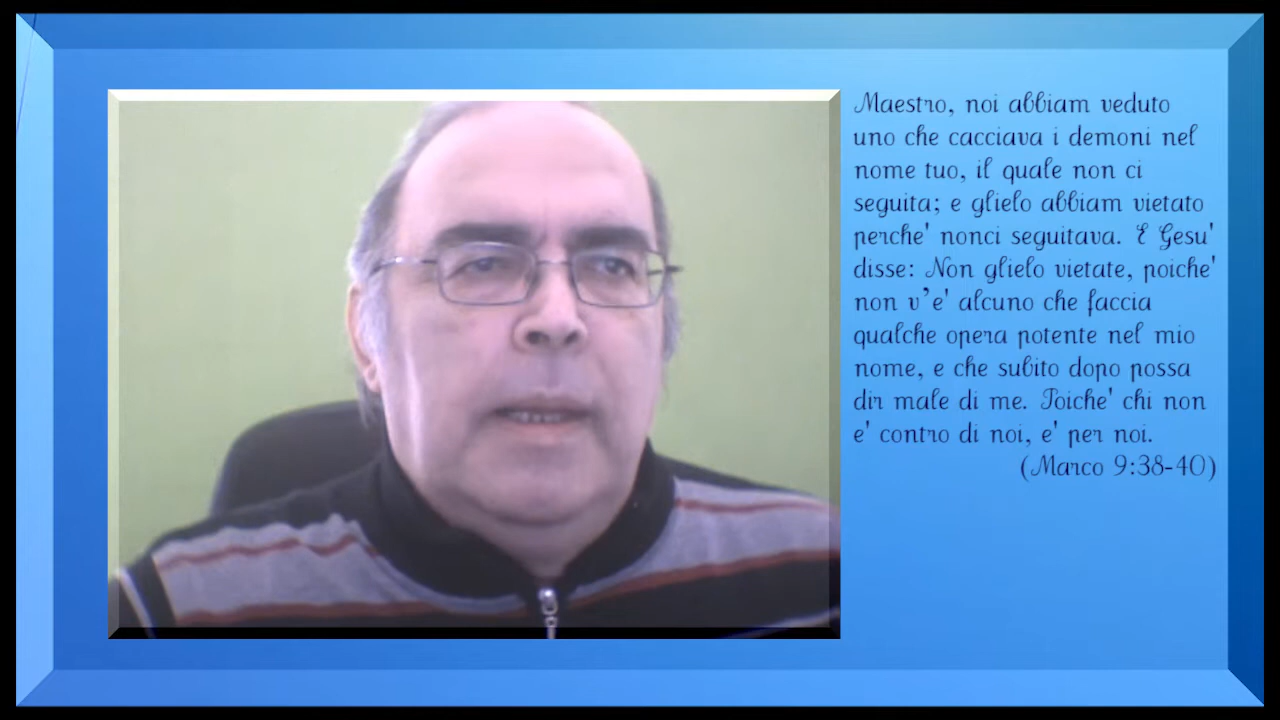 Maestro, noi abbiam veduto
uno che cacciava i demoni nel
nome tuo, il quale non ci
seguita; e glielo abbiam vietato
perche' nonci seguitava. E Gesu'
disse: Non glielo vietate, poiche'
non v'e' alcuno che faccia
qualche opera potente nel mio
nome, e che subito dopo possa
dir male di me. Poiche' chi non
e' contro di noi, e' per noi.
(Marco 9:38-40)